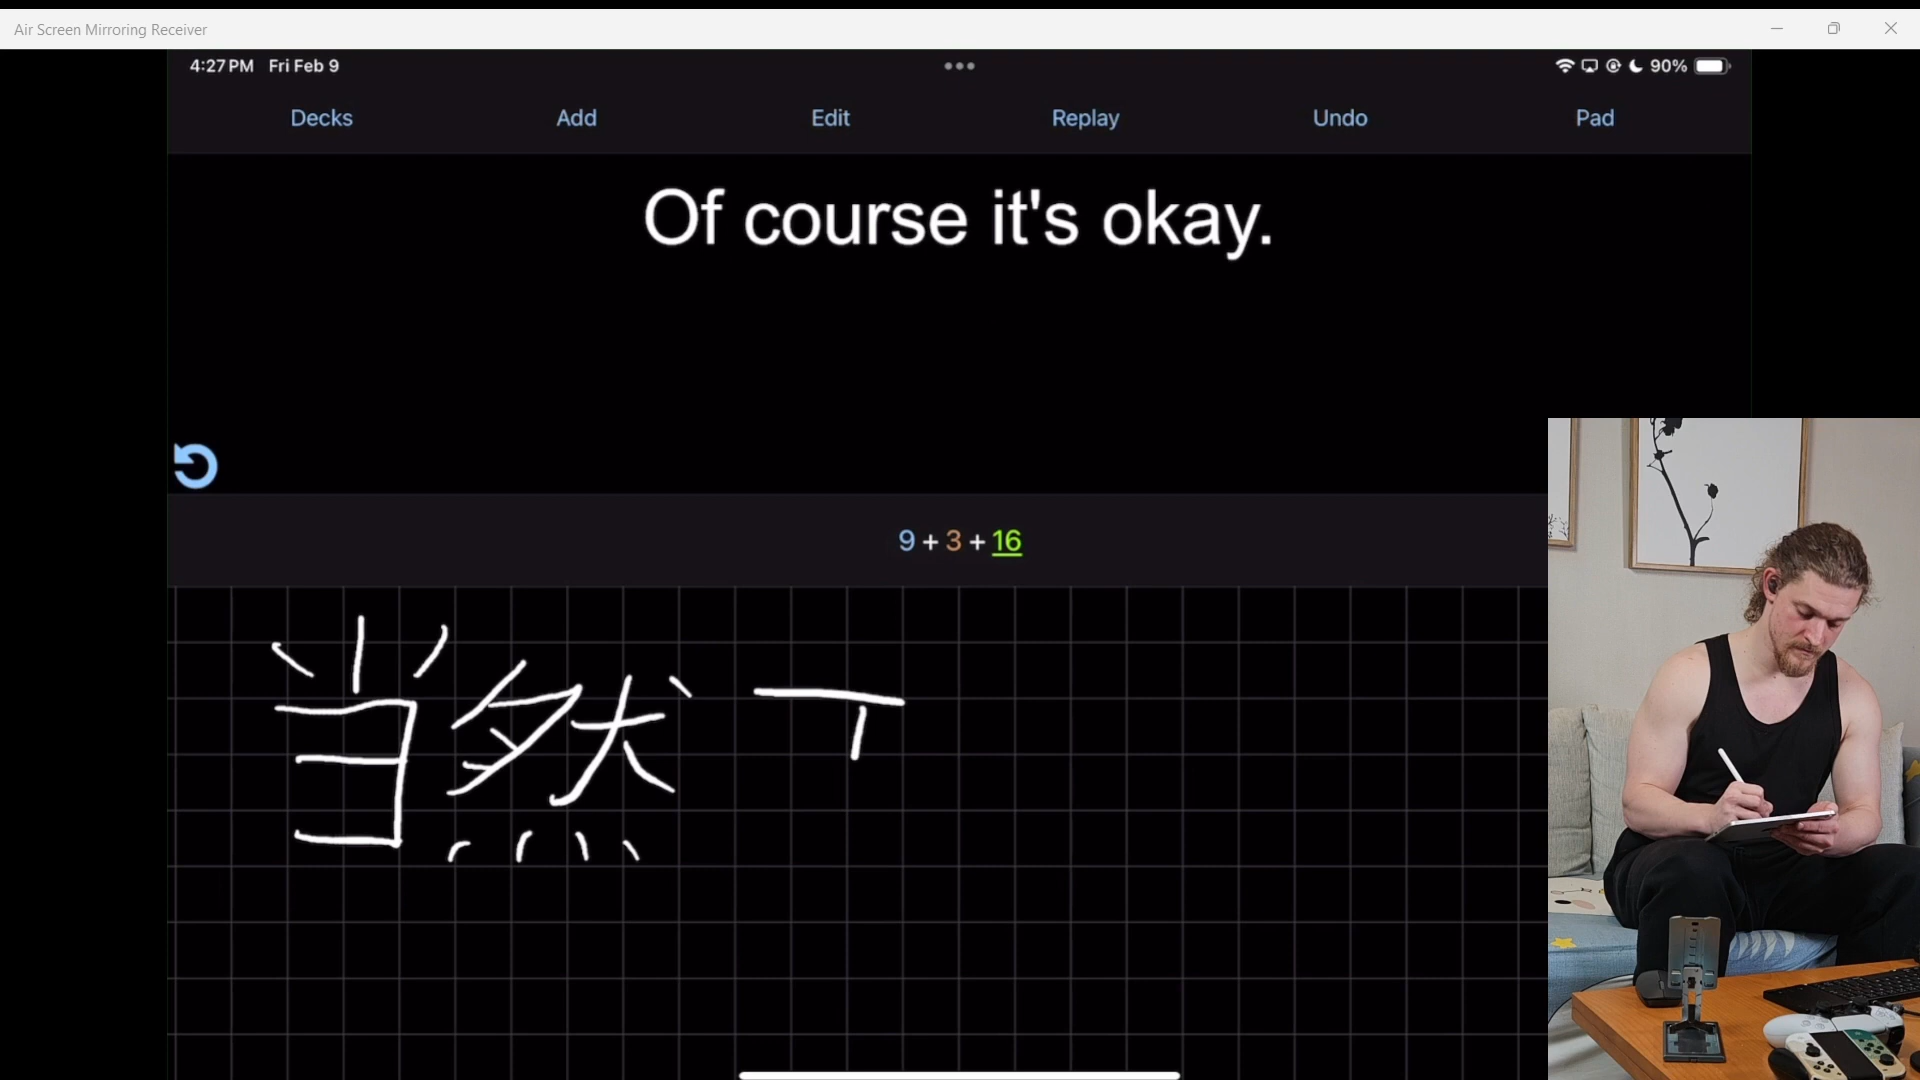 Air Screen Mirroring Receiver
4:27 PM Fri Feb 9
90%
Decks Add Edit Replay Undo Pad
Of course it's okay.
9 + 3 + 16
当然